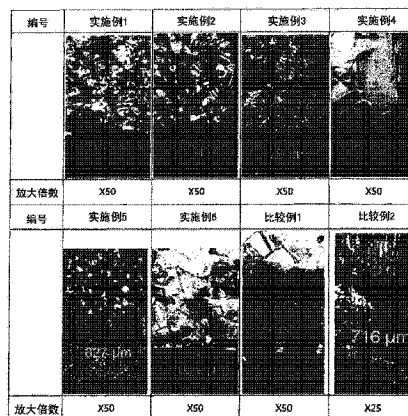 编号 实施例1 实施例2 实施例3 实施例4
放大倍数 X50 X50 X50 X50
编号 实施例5 实施例6 比较例1 比较例2
627 μm 716 μm
放大倍数 X50 X50 X50 X25